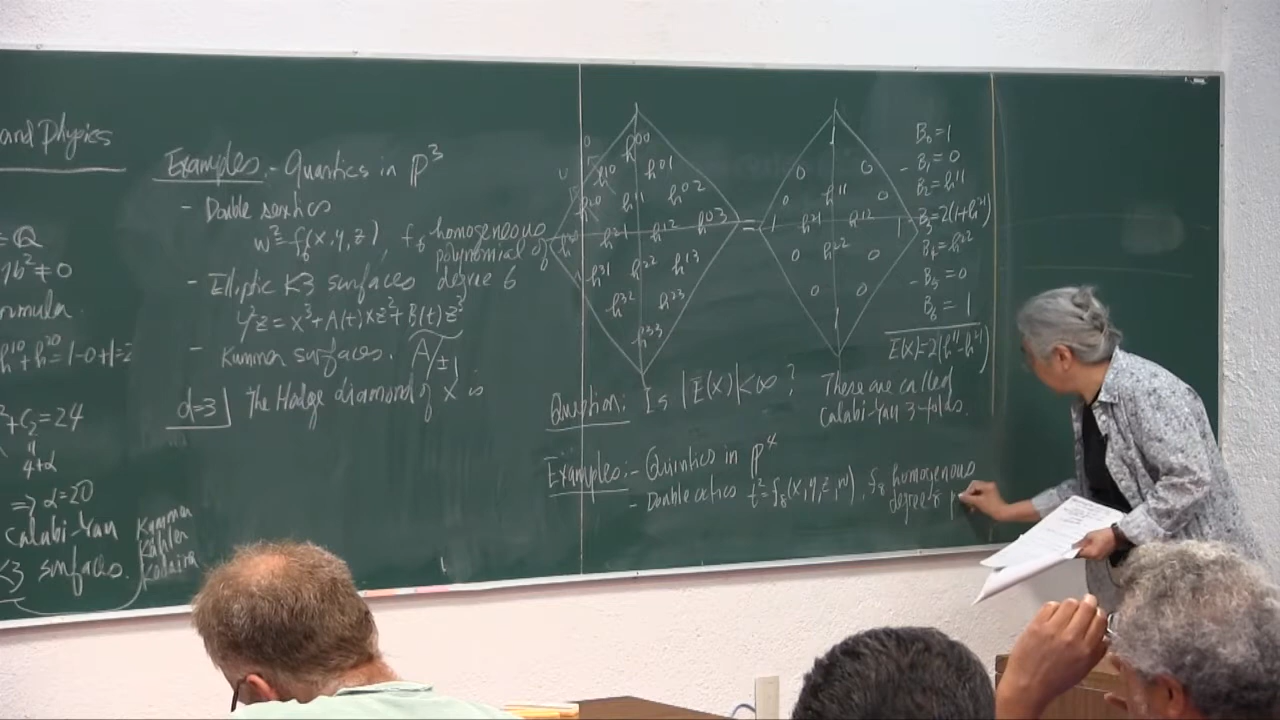 and Physics
= Q
b² ≠ 0
h¹⁰ + h²⁰ = 1-0+1 = 2
+ C₂ = 24
4+α
⇒ α = 20
Calabi-Yau
K3 surfaces.
Kummer
Kähler
Kodaira
Examples. - Quantics in P³
- Double sextics
w² = f₆(x,y,z), f₆ homogeneous
polynomial of
degree 6
- Elliptic K3 surfaces
y²z = x³ + A(t)xz² + B(t)z³
- Kummer surfaces. A/±1
d=3 The Hodge diamond of X is
h⁰⁰
h¹⁰ h⁰¹
h²⁰ h¹¹ h⁰²
h³⁰ h²¹ h¹² h⁰³
h³¹ h²² h¹³
h³² h²³
h³³
=
0 0
0 h¹¹ 0
1 h²¹ h¹² 1
0 h²² 0
0 0
B₀ = 1
- B₁ = 0
B₂ = h¹¹
- B₃ = 2(1+h²¹)
B₄ = h²²
- B₅ = 0
B₆ = 1
E(X) = 2(h¹¹-h²¹)
Question: Is |E(X)| < ∞ ?
These are called
Calabi-Yau 3-folds.
Examples: - Quintics in P⁴
- Double octics t² = f₈(x,y,z,w), f₈ homogenous
degree 8 p